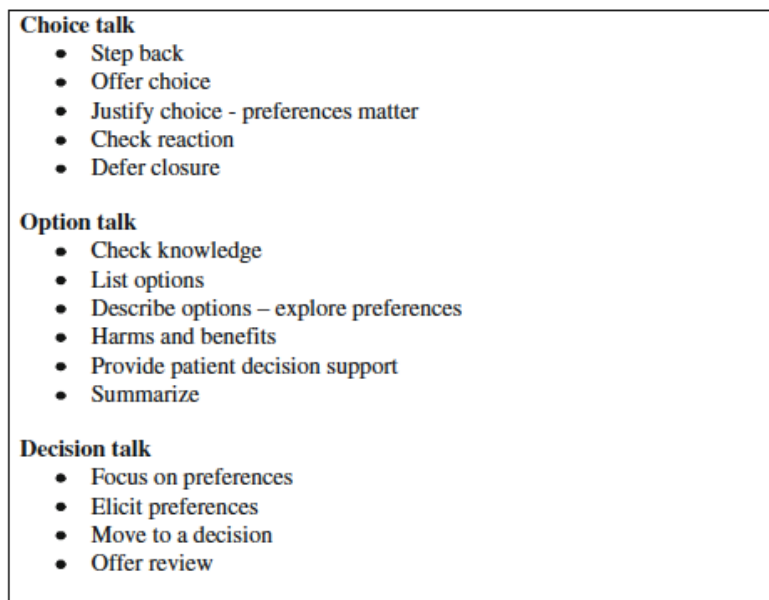 Choice talk
• Step back
• Offer choice
• Justify choice - preferences matter
• Check reaction
• Defer closure
Option talk
• Check knowledge
• List options
• Describe options – explore preferences
• Harms and benefits
• Provide patient decision support
• Summarize
Decision talk
• Focus on preferences
• Elicit preferences
• Move to a decision
• Offer review